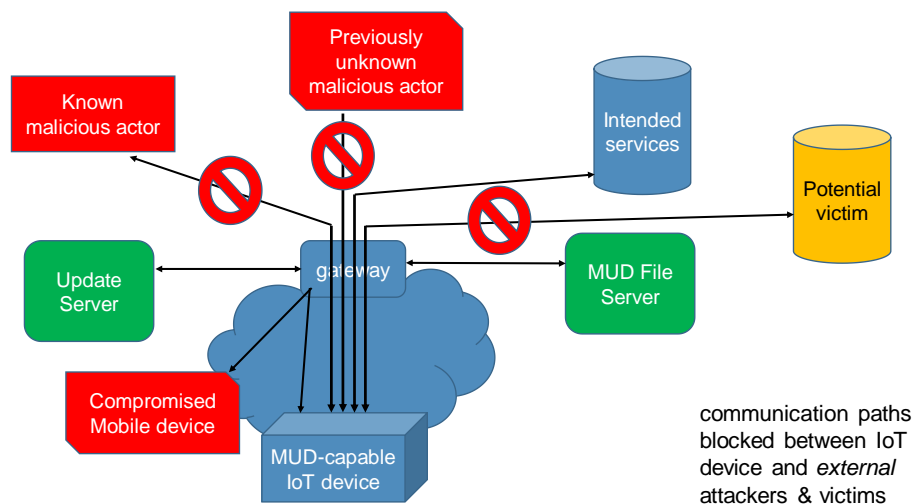 Previously
unknown
malicious actor
Known
malicious actor
Intended
services
Potential
victim
Update
Server
gateway
MUD File
Server
Compromised
Mobile device
MUD-capable
IoT device
communication paths
blocked between IoT
device and external
attackers & victims